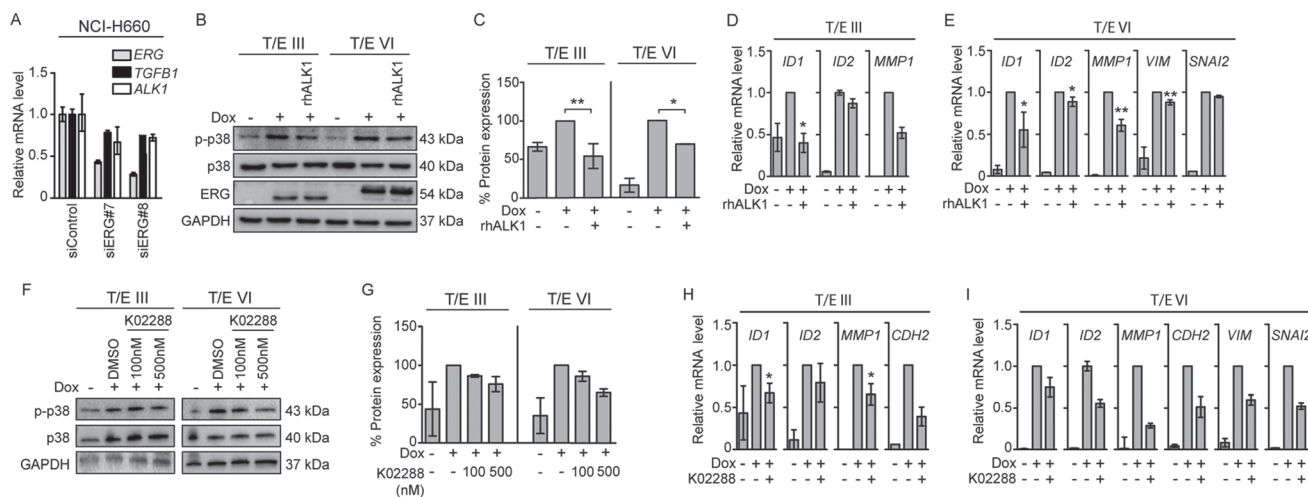 A
NCI-H660
ERG
TGFB1
ALK1
Relative mRNA level
1.5
1.0
0.5
0
siControl
siERG#7
siERG#8
B
T/E III T/E VI
rhALK1 rhALK1
Dox - + + - + +
p-p38 43 kDa
p38 40 kDa
ERG 54 kDa
GAPDH 37 kDa
C
T/E III T/E VI
% Protein expression
150
100
50
0
** *
Dox - + + - + +
rhALK1 - - + - - +
D
T/E III
ID1 ID2 MMP1
Relative mRNA level
1.5
1.0
0.5
0
*
Dox - + + - + + - + +
rhALK1 - - + - - + - - +
E
T/E VI
ID1 ID2 MMP1 VIM SNAI2
Relative mRNA level
1.5
1.0
0.5
0
* * ** **
Dox - + + - + + - + + - + + - + +
rhALK1 - - + - - + - - + - - + - - +
F
T/E III T/E VI
K02288 K02288
DMSO 100nM 500nM DMSO 100nM 500nM
Dox - + + + - + + +
p-p38 43 kDa
p38 40 kDa
GAPDH 37 kDa
G
T/E III T/E VI
% Protein expression
150
100
50
0
Dox - + + + - + + +
K02288 - - 100 500 - - 100 500
(nM)
H
T/E III
ID1 ID2 MMP1 CDH2
Relative mRNA level
1.5
1.0
0.5
0
* *
Dox - + + - + + - + + - + +
K02288 - - + - - + - - + - - +
I
T/E VI
ID1 ID2 MMP1 CDH2 VIM SNAI2
Relative mRNA level
1.5
1.0
0.5
0
Dox - + + - + + - + + - + + - + + - + +
K02288 - - + - - + - - + - - + - - + - - +